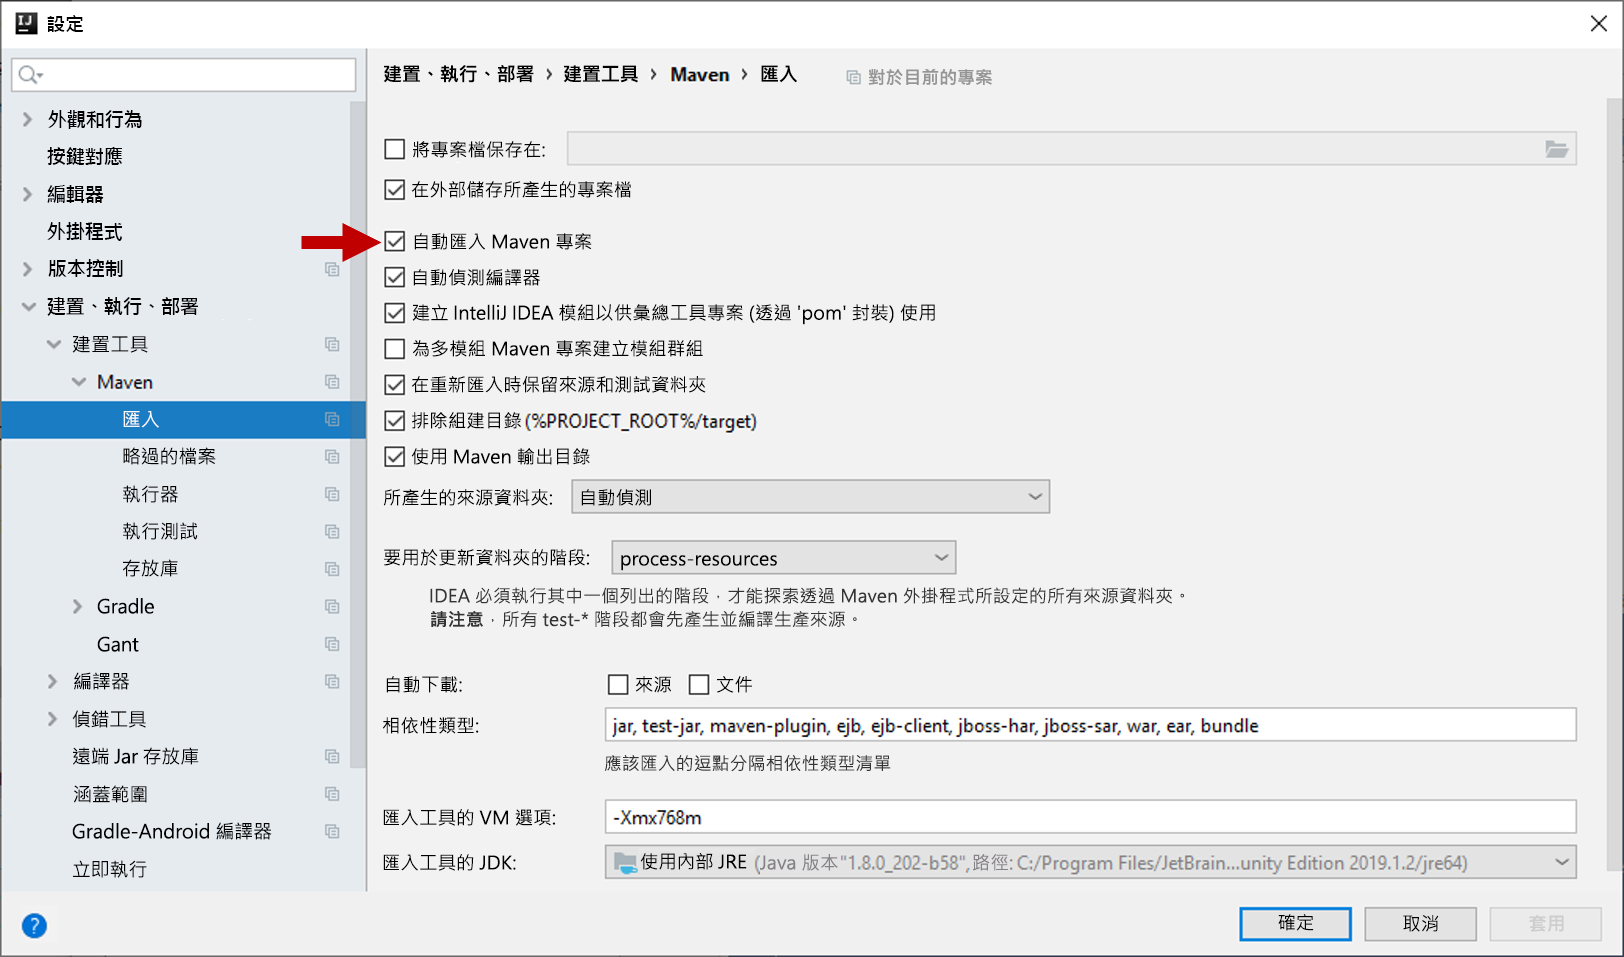 設定
建置、執行、部署 › 建置工具 › Maven › 匯入
對於目前的專案
外觀和行為
按鍵對應
編輯器
外掛程式
版本控制
建置、執行、部署
建置工具
Maven
匯入
略過的檔案
執行器
執行測試
存放庫
Gradle
Gant
編譯器
偵錯工具
遠端 Jar 存放庫
涵蓋範圍
Gradle-Android 編譯器
立即執行
將專案檔保存在:
在外部儲存所產生的專案檔
自動匯入 Maven 專案
自動偵測編譯器
建立 IntelliJ IDEA 模組以供彙總工具專案 (透過 'pom' 封裝) 使用
為多模組 Maven 專案建立模組群組
在重新匯入時保留來源和測試資料夾
排除組建目錄 (%PROJECT_ROOT%/target)
使用 Maven 輸出目錄
所產生的來源資料夾: 自動偵測
要用於更新資料夾的階段: process-resources
IDEA 必須執行其中一個列出的階段，才能探索透過 Maven 外掛程式所設定的所有來源資料夾。
請注意，所有 test-* 階段都會先產生並編譯生產來源。
自動下載: 來源 文件
相依性類型: jar, test-jar, maven-plugin, ejb, ejb-client, jboss-har, jboss-sar, war, ear, bundle
應該匯入的逗點分隔相依性類型清單
匯入工具的 VM 選項: -Xmx768m
匯入工具的 JDK: 使用內部 JRE (Java 版本"1.8.0_202-b58",路徑: C:/Program Files/JetBrain...unity Edition 2019.1.2/jre64)
?
確定 取消 套用